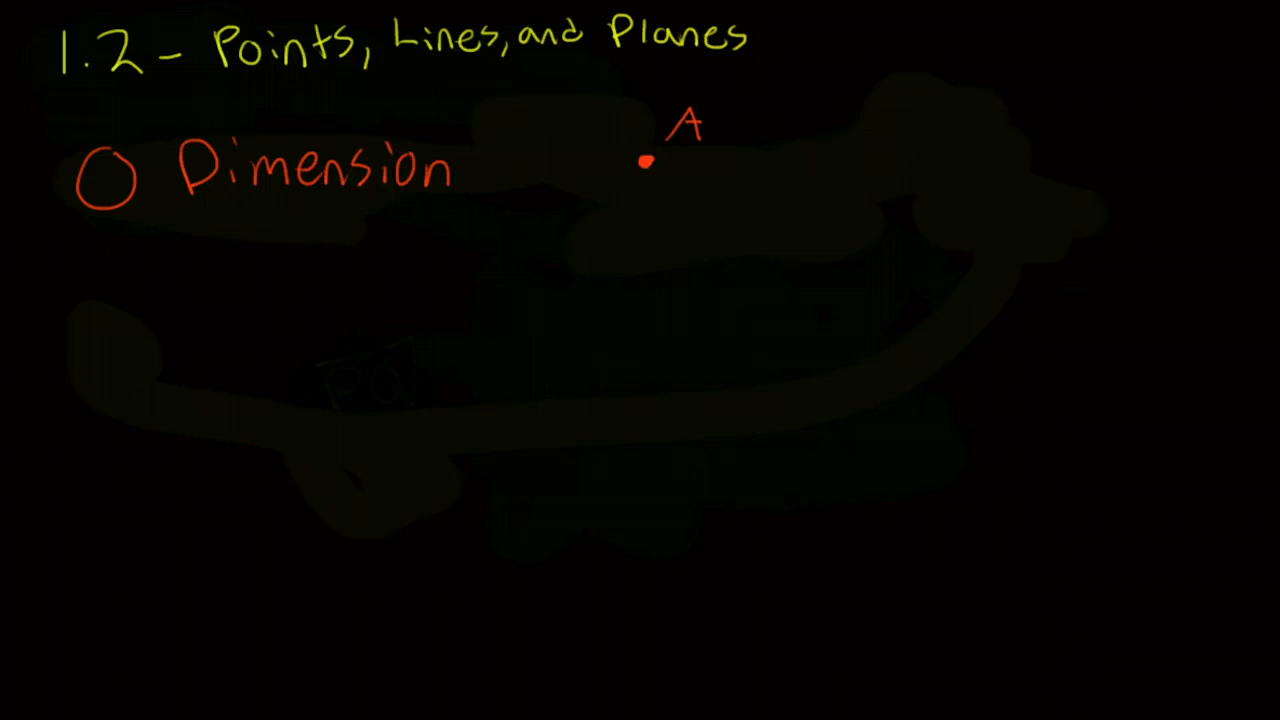 1.2 - Points, Lines, and Planes
A
0 Dimension